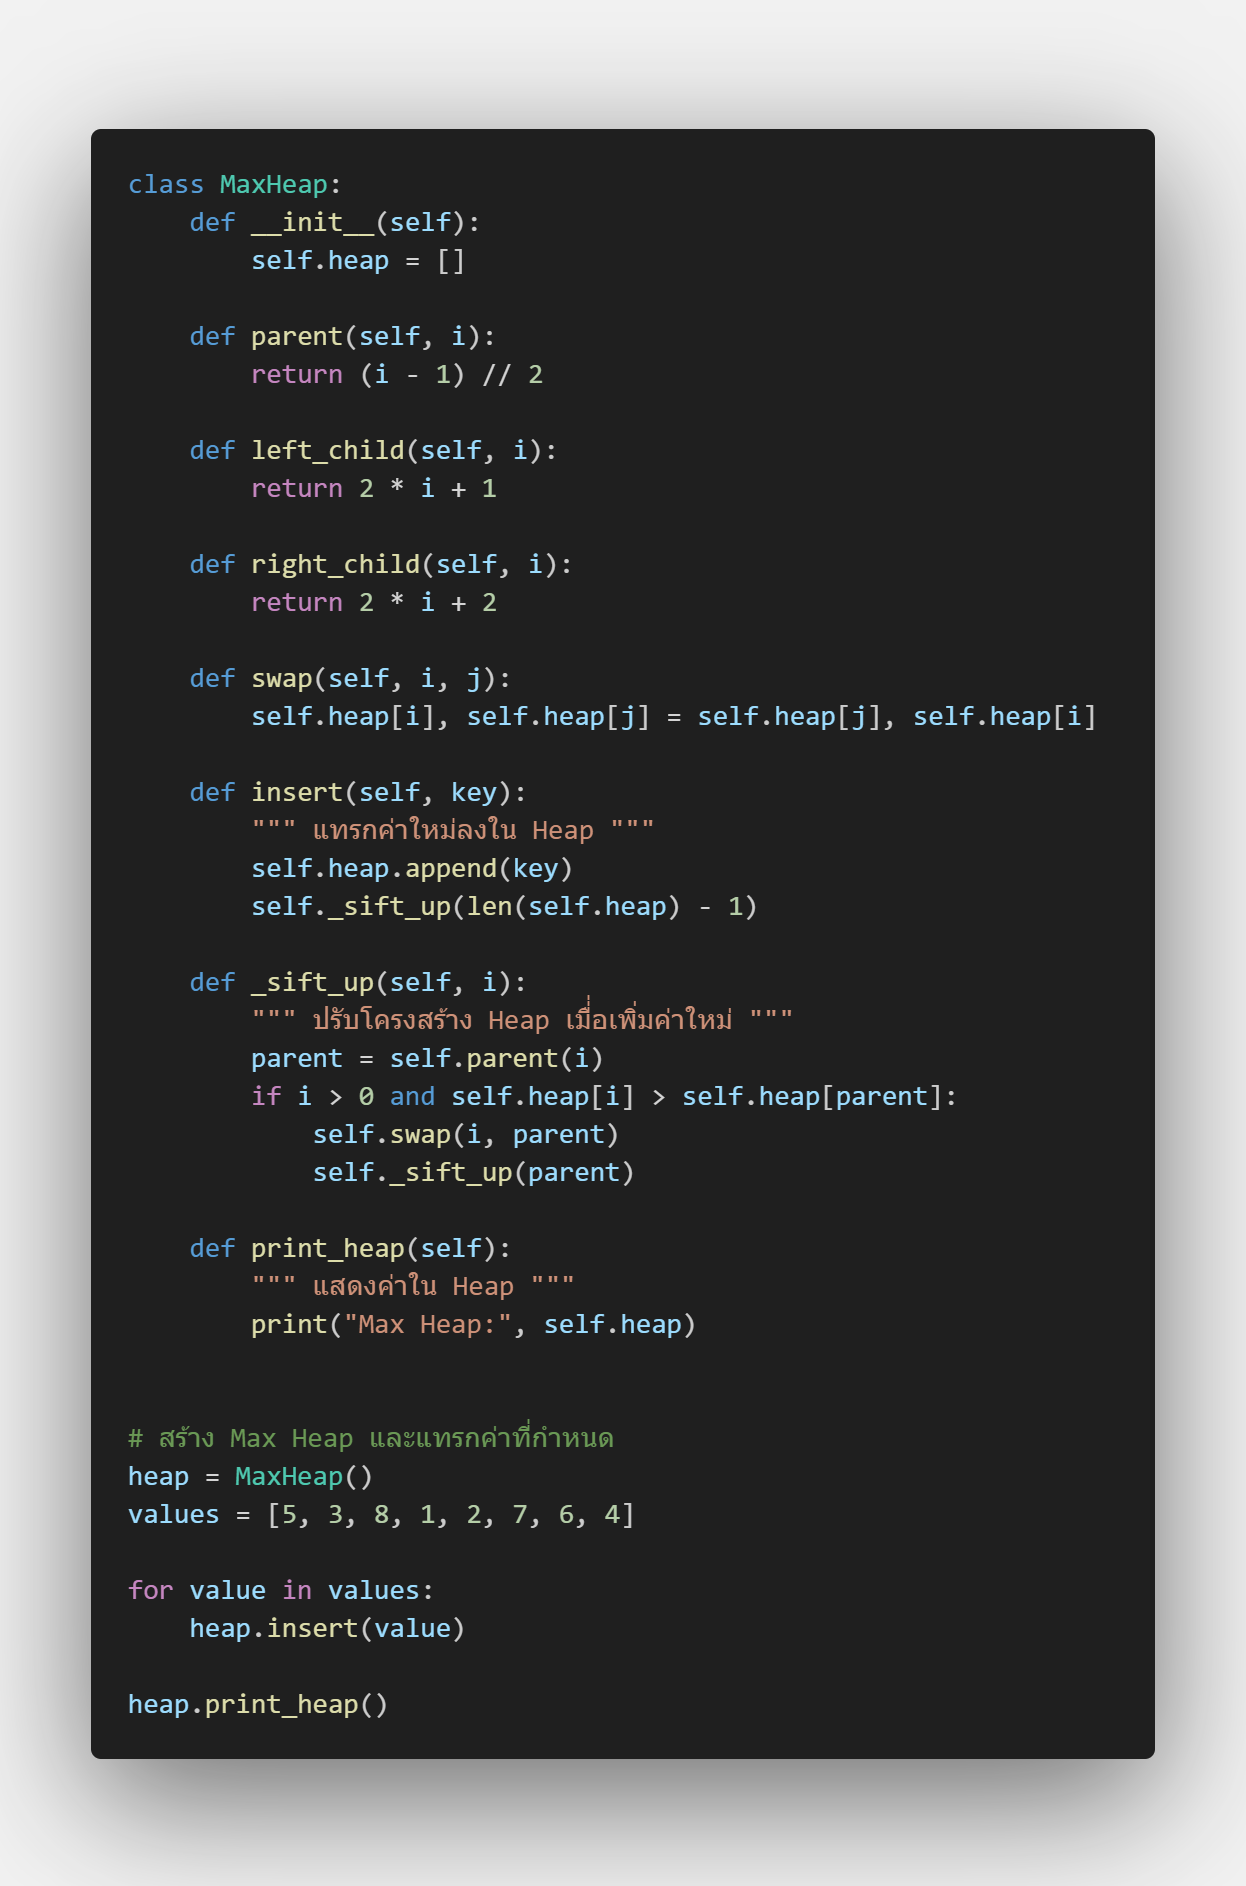 class MaxHeap:
    def __init__(self):
        self.heap = []

    def parent(self, i):
        return (i - 1) // 2

    def left_child(self, i):
        return 2 * i + 1

    def right_child(self, i):
        return 2 * i + 2

    def swap(self, i, j):
        self.heap[i], self.heap[j] = self.heap[j], self.heap[i]

    def insert(self, key):
        """ แทรกค่าใหม่ลงใน Heap """
        self.heap.append(key)
        self._sift_up(len(self.heap) - 1)

    def _sift_up(self, i):
        """ ปรับโครงสร้าง Heap เมื่อเพิ่มค่าใหม่ """
        parent = self.parent(i)
        if i > 0 and self.heap[i] > self.heap[parent]:
            self.swap(i, parent)
            self._sift_up(parent)

    def print_heap(self):
        """ แสดงค่าใน Heap """
        print("Max Heap:", self.heap)


# สร้าง Max Heap และแทรกค่าที่กำหนด
heap = MaxHeap()
values = [5, 3, 8, 1, 2, 7, 6, 4]

for value in values:
    heap.insert(value)

heap.print_heap()